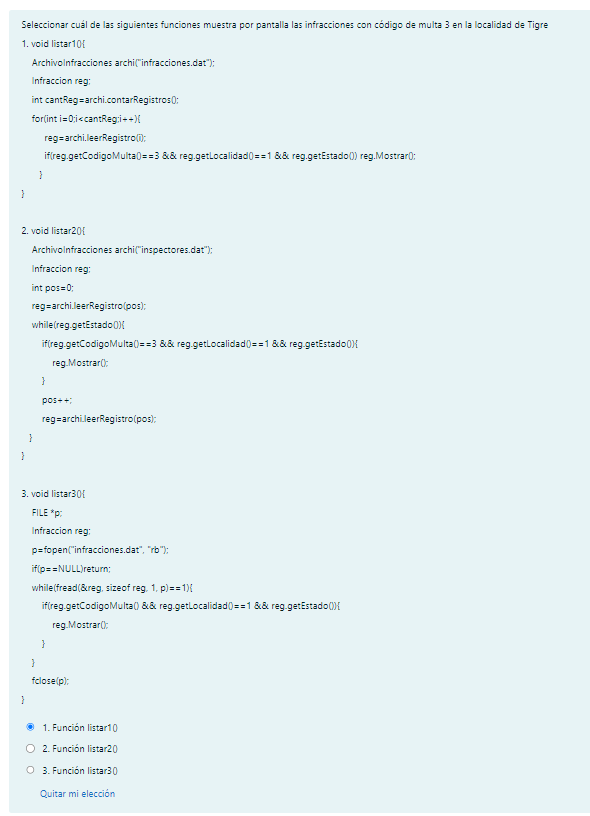 Seleccionar cuál de las siguientes funciones muestra por pantalla las infracciones con código de multa 3 en la localidad de Tigre
1. void listar1(){
ArchivoInfracciones archi("infracciones.dat");
Infraccion reg;
int cantReg=archi.contarRegistros();
for(int i=0;i<cantReg;i++){
reg=archi.leerRegistro(i);
if(reg.getCodigoMulta()==3 && reg.getLocalidad()==1 && reg.getEstado()) reg.Mostrar();
}
}
2. void listar2(){
ArchivoInfracciones archi("inspectores.dat");
Infraccion reg;
int pos=0;
reg=archi.leerRegistro(pos);
while(reg.getEstado()){
if(reg.getCodigoMulta()==3 && reg.getLocalidad()==1 && reg.getEstado()){
reg.Mostrar();
}
pos++;
reg=archi.leerRegistro(pos);
}
}
3. void listar3(){
FILE *p;
Infraccion reg;
p=fopen("infracciones.dat", "rb");
if(p==NULL)return;
while(fread(&reg, sizeof reg, 1, p)==1){
if(reg.getCodigoMulta() && reg.getLocalidad()==1 && reg.getEstado()){
reg.Mostrar();
}
}
fclose(p);
}
1. Función listar1()
2. Función listar2()
3. Función listar3()
Quitar mi elección